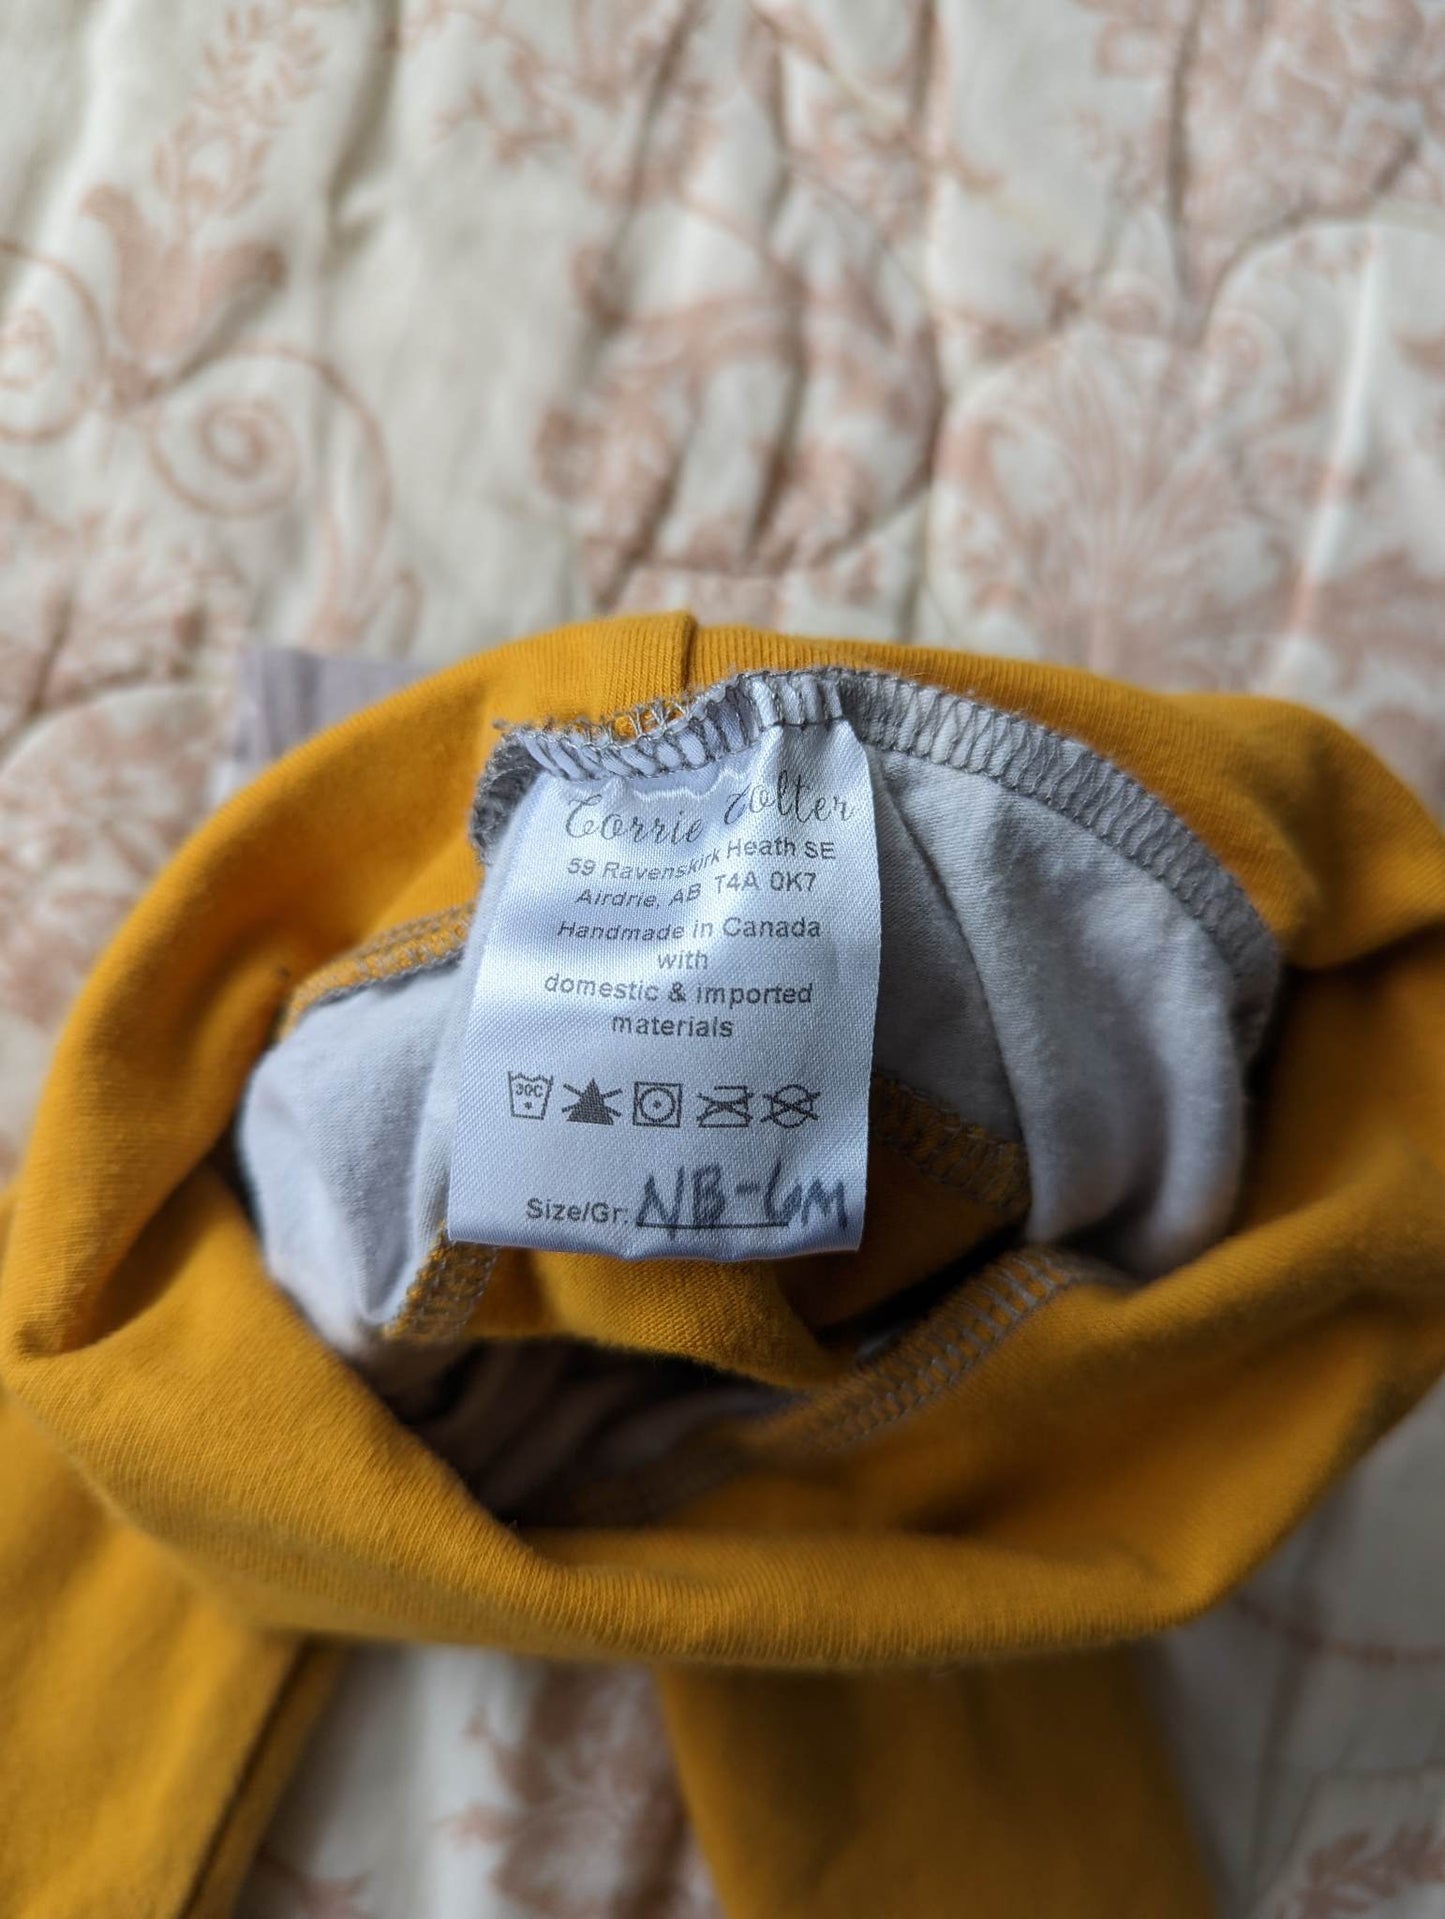 Corrie Zolter
59 Ravenskirk Heath SE
Airdrie, AB T4A 0K7
Handmade in Canada
with
domestic & imported
materials
30C
Size/Gr: NB-6M